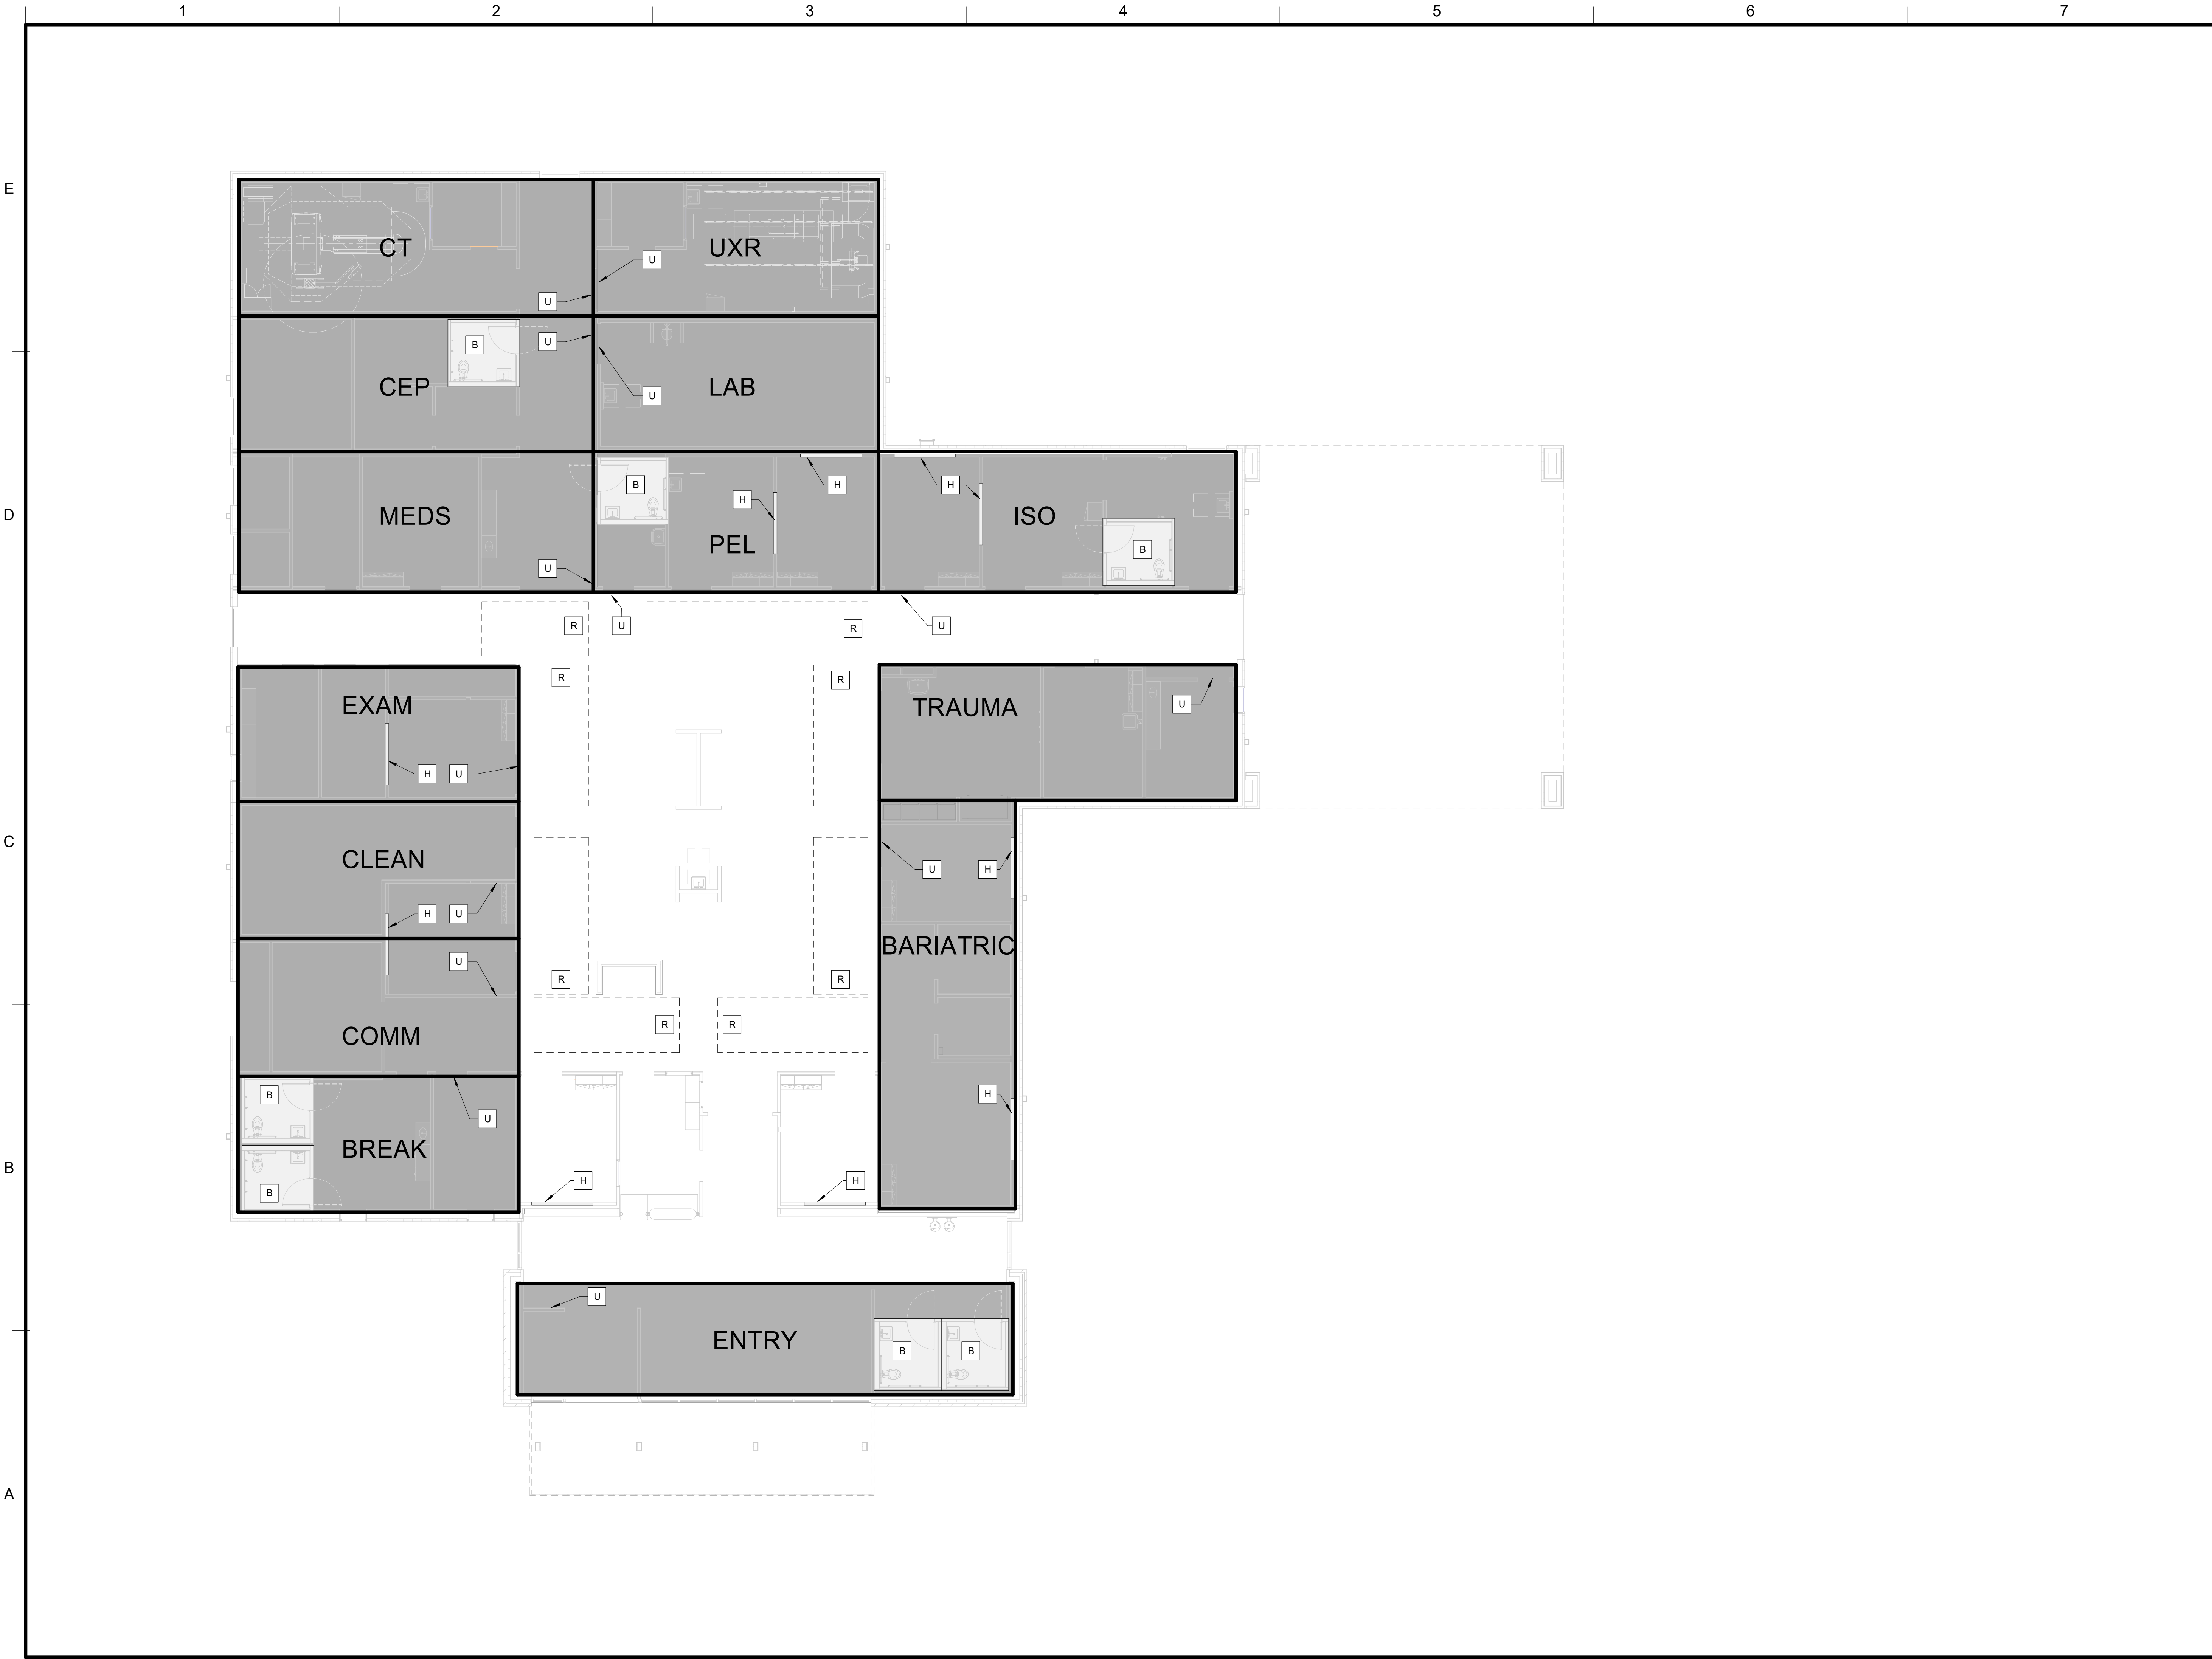 1 2 3 4 5 6 7
E
CT UXR
U
U
B U
CEP LAB
U
D
B H H
H
MEDS ISO
PEL B
U
R U R U
R R
EXAM TRAUMA
U
H U
C
CLEAN
U H
H U
BARIATRIC
U
R R
R R
COMM
B H
U
BREAK
B
B H H
U
ENTRY
B B
A